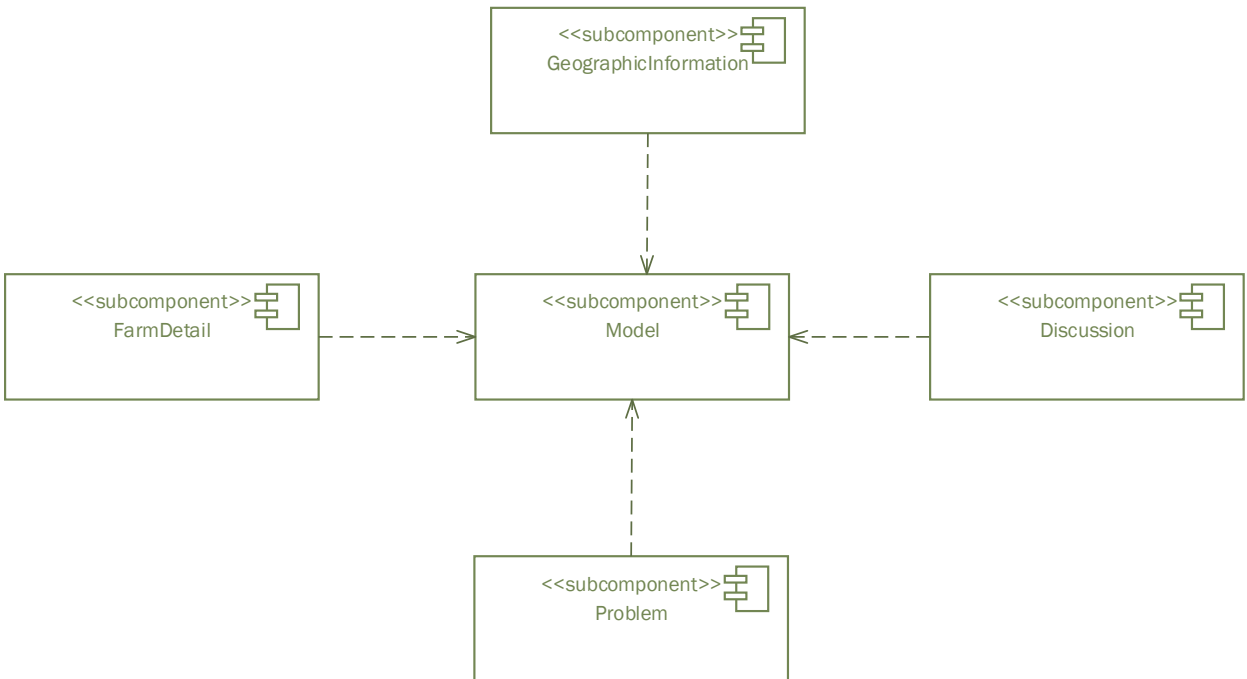 <<subcomponent>>
GeographicInformation
<<subcomponent>>
FarmDetail
<<subcomponent>>
Model
<<subcomponent>>
Discussion
<<subcomponent>>
Problem